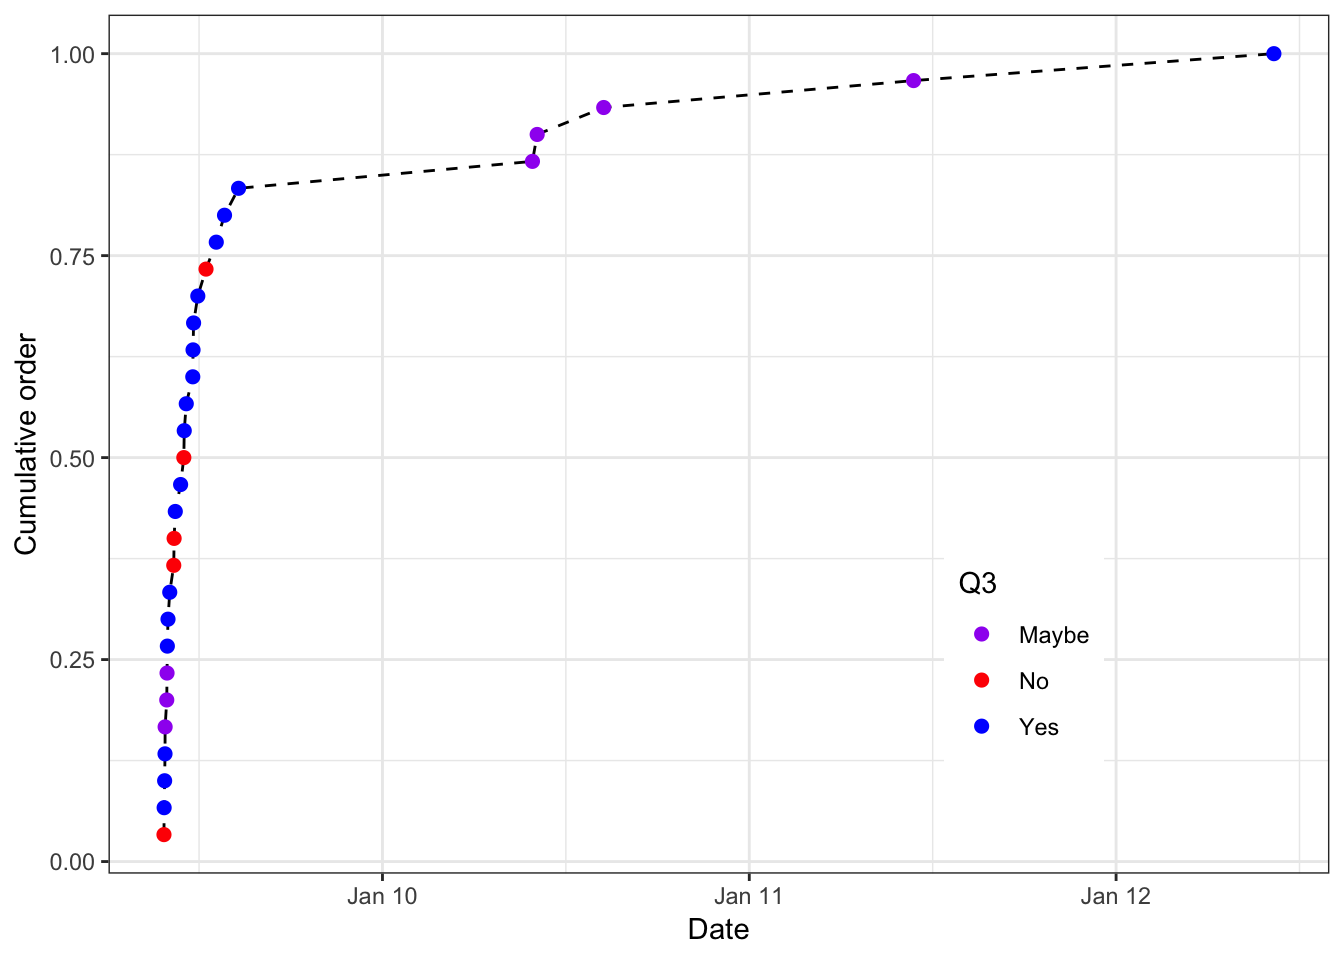 1.00
0.75
0.50
0.25
0.00
Cumulative order
Q3
Maybe
No
Yes
Jan 10
Jan 11
Jan 12
Date